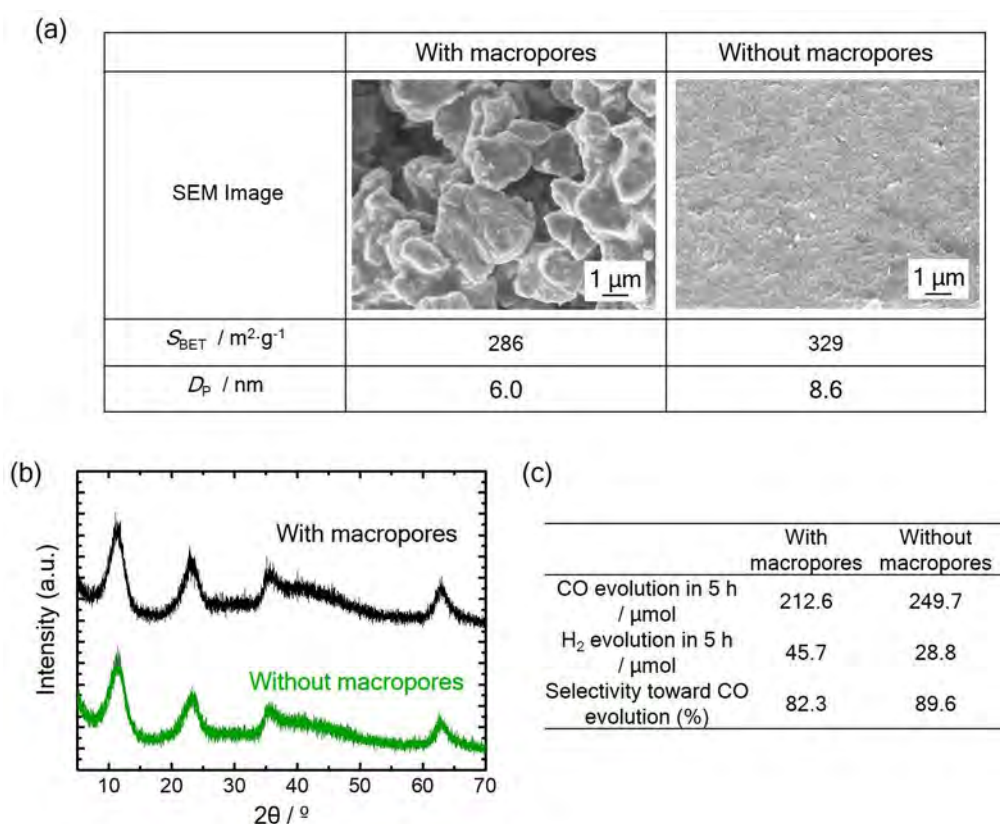 (a)
With macropores Without macropores
SEM Image
1 μm 1 μm
S_BET / m²·g⁻¹ 286 329
D_P / nm 6.0 8.6
(b)
Intensity (a.u.)
With macropores
Without macropores
10 20 30 40 50 60 70
2θ / º
(c)
With Without
macropores macropores
CO evolution in 5 h
/ μmol
212.6 249.7
H₂ evolution in 5 h
/ μmol
45.7 28.8
Selectivity toward CO
evolution (%)
82.3 89.6